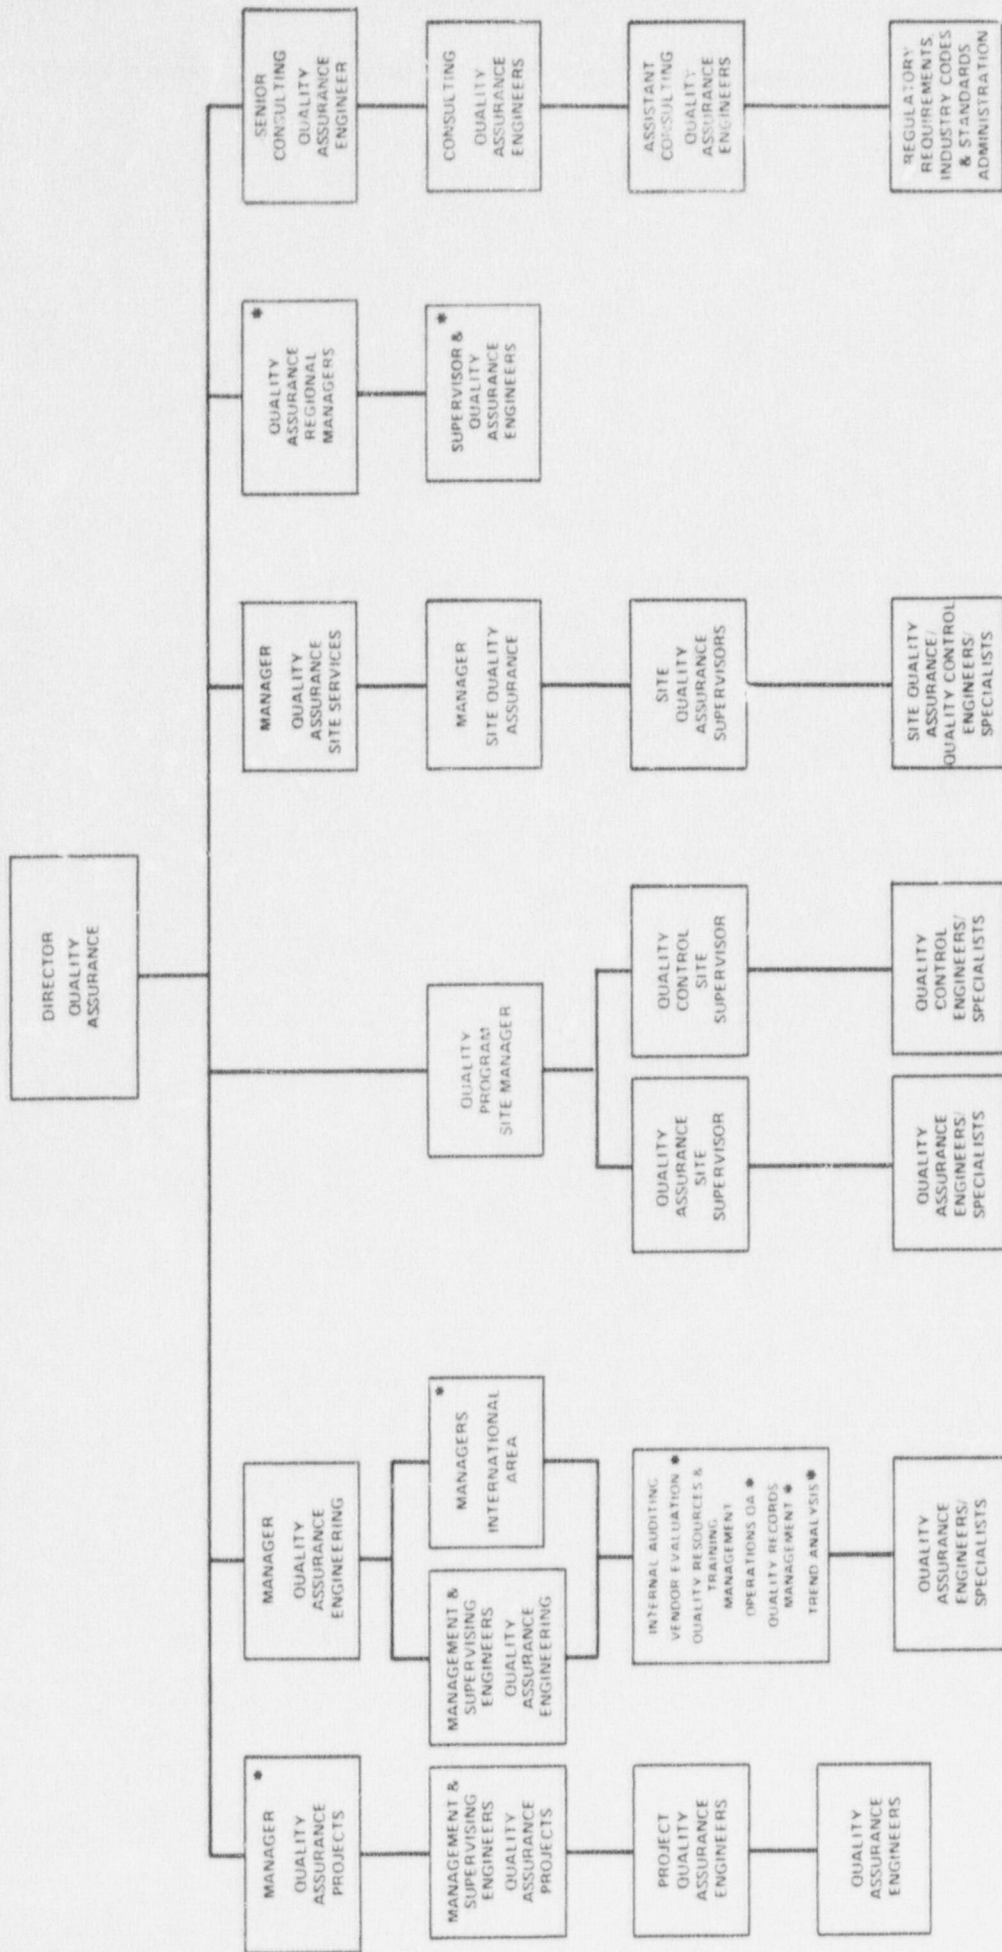 DIRECTOR
QUALITY
ASSURANCE
MANAGER *
QUALITY
ASSURANCE
PROJECTS
MANAGER
QUALITY
ASSURANCE
ENGINEERING
MANAGER
QUALITY
ASSURANCE
SITE SERVICES
*
QUALITY
ASSURANCE
REGIONAL
MANAGERS
SENIOR
CONSULTING
QUALITY
ASSURANCE
ENGINEER
MANAGEMENT &
SUPERVISING
ENGINEERS
QUALITY
ASSURANCE
PROJECTS
MANAGEMENT &
SUPERVISING
ENGINEERS
QUALITY
ASSURANCE
ENGINEERING
*
MANAGERS
INTERNATIONAL
AREA
QUALITY
PROGRAM
SITE MANAGER
MANAGER
SITE QUALITY
ASSURANCE
*
SUPERVISOR &
QUALITY
ASSURANCE
ENGINEERS
CONSULTING
QUALITY
ASSURANCE
ENGINEERS
PROJECT
QUALITY
ASSURANCE
ENGINEERS
INTERNAL AUDITING
VENDOR EVALUATION *
QUALITY RESOURCES &
TRAINING
MANAGEMENT
OPERATIONS QA *
QUALITY RECORDS
MANAGEMENT *
TREND ANALYSIS *
QUALITY
ASSURANCE
SITE
SUPERVISOR
QUALITY
CONTROL
SITE
SUPERVISOR
SITE
QUALITY
ASSURANCE
SUPERVISORS
ASSISTANT
CONSULTING
QUALITY
ASSURANCE
ENGINEERS
QUALITY
ASSURANCE
ENGINEERS
QUALITY
ASSURANCE
ENGINEERS/
SPECIALISTS
QUALITY
ASSURANCE
ENGINEERS/
SPECIALISTS
QUALITY
CONTROL
ENGINEERS/
SPECIALISTS
SITE QUALITY
ASSURANCE/
QUALITY CONTROL
ENGINEERS/
SPECIALISTS
REGULATORY
REQUIREMENTS,
INDUSTRY CODES
& STANDARDS
ADMINISTRATION